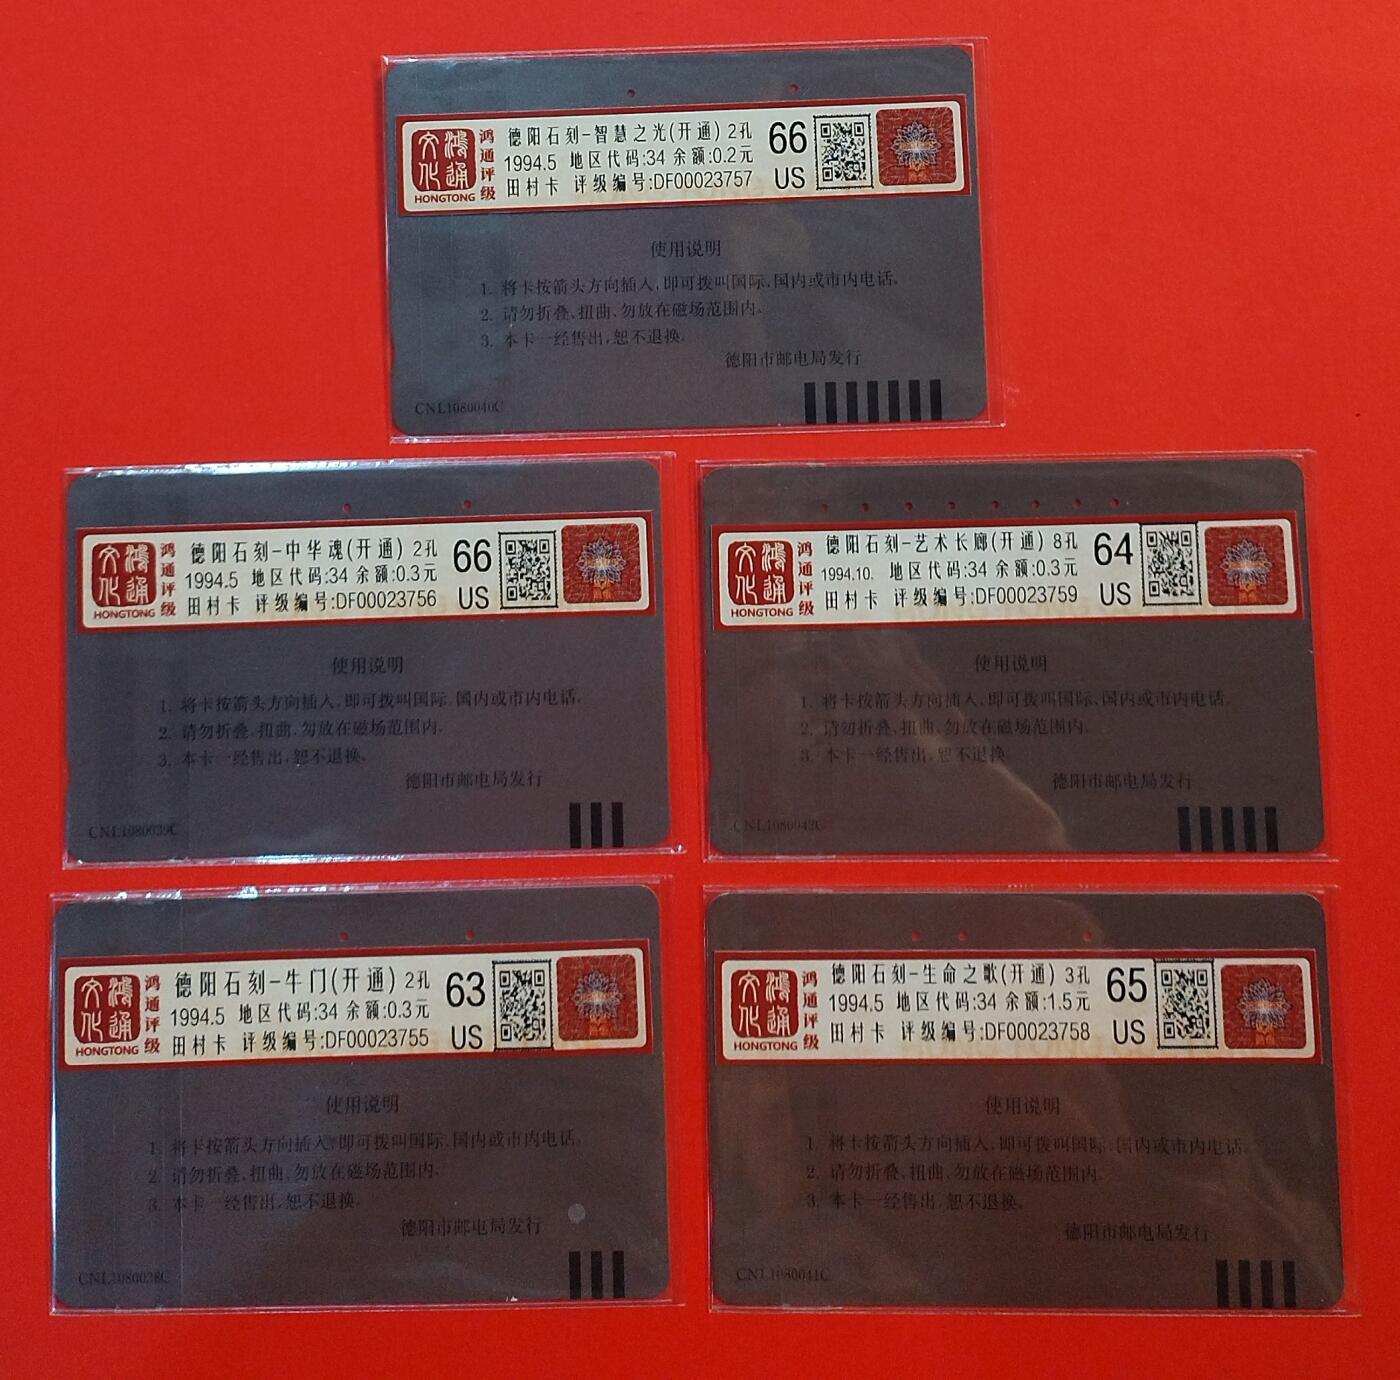 鸿通文化
HONGTONG
鸿通评级
德阳石刻-智慧之光(开通) 2孔
1994.5 地区代码:34 余额:0.2元
田村卡 评级编号:DF00023757
66
US
使用说明
1. 将卡按箭头方向插入,即可拨叫国际、国内或市内电话。
2. 请勿折叠、扭曲、勿放在磁场范围内。
3. 本卡一经售出,恕不退换。
德阳市邮电局发行
CNL1080040C
鸿通文化
HONGTONG
鸿通评级
德阳石刻-中华魂(开通) 2孔
1994.5 地区代码:34 余额:0.3元
田村卡 评级编号:DF00023756
66
US
使用说明
1. 将卡按箭头方向插入,即可拨叫国际、国内或市内电话。
2. 请勿折叠、扭曲、勿放在磁场范围内。
3. 本卡一经售出,恕不退换。
德阳市邮电局发行
CNL1080039C
鸿通文化
HONGTONG
鸿通评级
德阳石刻-艺术长廊(开通) 8孔
1994.10. 地区代码:34 余额:0.3元
田村卡 评级编号:DF00023759
64
US
使用说明
1. 将卡按箭头方向插入,即可拨叫国际、国内或市内电话。
2. 请勿折叠、扭曲、勿放在磁场范围内。
3. 本卡一经售出,恕不退换
德阳市邮电局发行
CNL1080042C
鸿通文化
HONGTONG
鸿通评级
德阳石刻-牛门(开通) 2孔
1994.5 地区代码:34 余额:0.3元
田村卡 评级编号:DF00023755
63
US
使用说明
1. 将卡按箭头方向插入,即可拨叫国际、国内或市内电话。
2. 请勿折叠、扭曲、勿放在磁场范围内。
3. 本卡一经售出,恕不退换。
德阳市邮电局发行
CNL1080038C
鸿通文化
HONGTONG
鸿通评级
德阳石刻-生命之歌(开通) 3孔
1994.5 地区代码:34 余额:1.5元
田村卡 评级编号:DF00023758
65
US
使用说明
1. 将卡按箭头方向插入,即可拨叫国际、国内或市内电话。
2. 请勿折叠、扭曲、勿放在磁场范围内。
3. 本卡一经售出,恕不退换。
德阳市邮电局发行
CNL1080041C